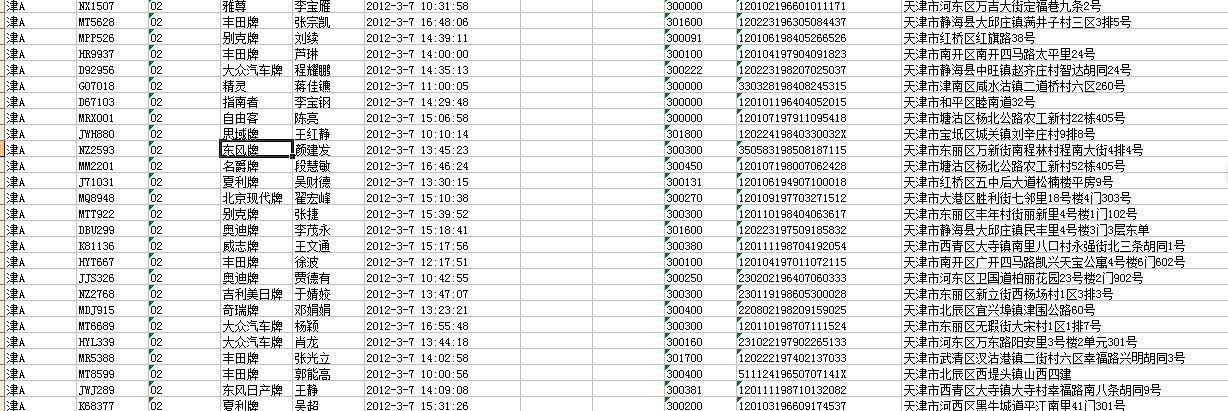 津A NX1507 02 雅尊 李宝雁 2012-3-7 10:31:58 300000 120102196601011171 天津市河东区万吉大街定福巷九条2号
津A MT5628 02 丰田牌 张宗凯 2012-3-7 16:48:06 301600 120223196305084437 天津市静海县大邱庄镇满井子村三区3排5号
津A MPP526 02 别克牌 刘续 2012-3-7 14:39:11 300091 120106198405266526 天津市红桥区红旗路38号
津A HR9937 02 丰田牌 芦琳 2012-3-7 14:00:00 300100 120104197904091823 天津市南开区南开四马路太平里24号
津A D92956 02 大众汽车牌 程耀鹏 2012-3-7 14:35:13 300222 120223198207025037 天津市静海县中旺镇赵齐庄村智达胡同24号
津A GO7018 02 精灵 蒋佳镳 2012-3-7 11:00:05 300000 330328198408245315 天津市津南区咸水沽镇二道桥村六区260号
津A D67103 02 指南者 李宝钢 2012-3-7 14:29:48 300000 120101196404052015 天津市和平区睦南道32号
津A MRX001 02 自由客 陈亮 2012-3-7 15:06:58 300000 120107197911095418 天津市塘沽区杨北公路农工新村22栋405号
津A JWH880 02 思域牌 王红静 2012-3-7 10:10:14 301800 12022419840330032X 天津市宝坻区城关镇刘辛庄村9排8号
津A NZ2593 02 东风牌 颜建发 2012-3-7 13:45:23 300300 350583198508187115 天津市东丽区万新街南程林村程南大街4排4号
津A MM2201 02 名爵牌 段慧敏 2012-3-7 16:46:24 300450 120107198007062428 天津市塘沽区杨北公路农工新村52栋405号
津A J71031 02 夏利牌 吴财德 2012-3-7 13:30:15 300131 120106194907100018 天津市红桥区五中后大道松楠楼平房9号
津A MQ8948 02 北京现代牌 翟宏峰 2012-3-7 15:10:38 300270 120109197703271512 天津市大港区胜利街七邻里18号楼4门303号
津A MTT922 02 别克牌 张捷 2012-3-7 15:39:52 300300 120110198404063617 天津市东丽区丰年村街丽新里4号楼1门102号
津A DBU299 02 奥迪牌 李茂永 2012-3-7 15:18:41 301600 120223197509185832 天津市静海县大邱庄镇民丰里4号楼3门3层东单
津A K81136 02 威志牌 王文通 2012-3-7 15:17:56 300380 120111198704192054 天津市西青区大寺镇南里八口村永强街北三条胡同1号
津A HYT667 02 丰田牌 徐波 2012-3-7 12:17:51 300100 120104197011072115 天津市南开区广开四马路凯兴天宝公寓4号楼6门602号
津A JJS326 02 奥迪牌 贾德有 2012-3-7 10:42:55 300250 230202196407060333 天津市河东区卫国道柏丽花园23号楼2门902号
津A NZ2768 02 吉利美日牌 于婧姣 2012-3-7 13:47:07 300300 230119198605300028 天津市东丽区新立街西杨场村1区3排3号
津A MDJ915 02 奇瑞牌 邓娟娟 2012-3-7 13:23:21 300400 220802198209159025 天津市北辰区宜兴埠镇津围公路60号
津A MT6689 02 大众汽车牌 杨颖 2012-3-7 16:55:48 300300 120110198707111524 天津市东丽区无瑕街大宋村1区1排7号
津A HYL339 02 大众汽车牌 肖龙 2012-3-7 13:44:18 300160 231022197902265133 天津市河东区万东路阳安里3号楼2单元301号
津A MR5388 02 丰田牌 张光立 2012-3-7 14:02:58 301700 120222197402137033 天津市武清区汊沽港镇二街村六区幸福路兴明胡同3号
津A MT8599 02 丰田牌 郭能高 2012-3-7 10:00:56 300400 51112419650707141X 天津市北辰区西堤头镇山西四建
津A JWJ289 02 东风日产牌 王静 2012-3-7 14:09:08 300381 120111198710132082 天津市西青区大寺镇大寺村幸福路南八条胡同9号
津A K68377 02 夏利牌 吴超 2012-3-7 15:31:26 300200 120103196609174537 天津市河西区黑牛城道平江南里41门301号